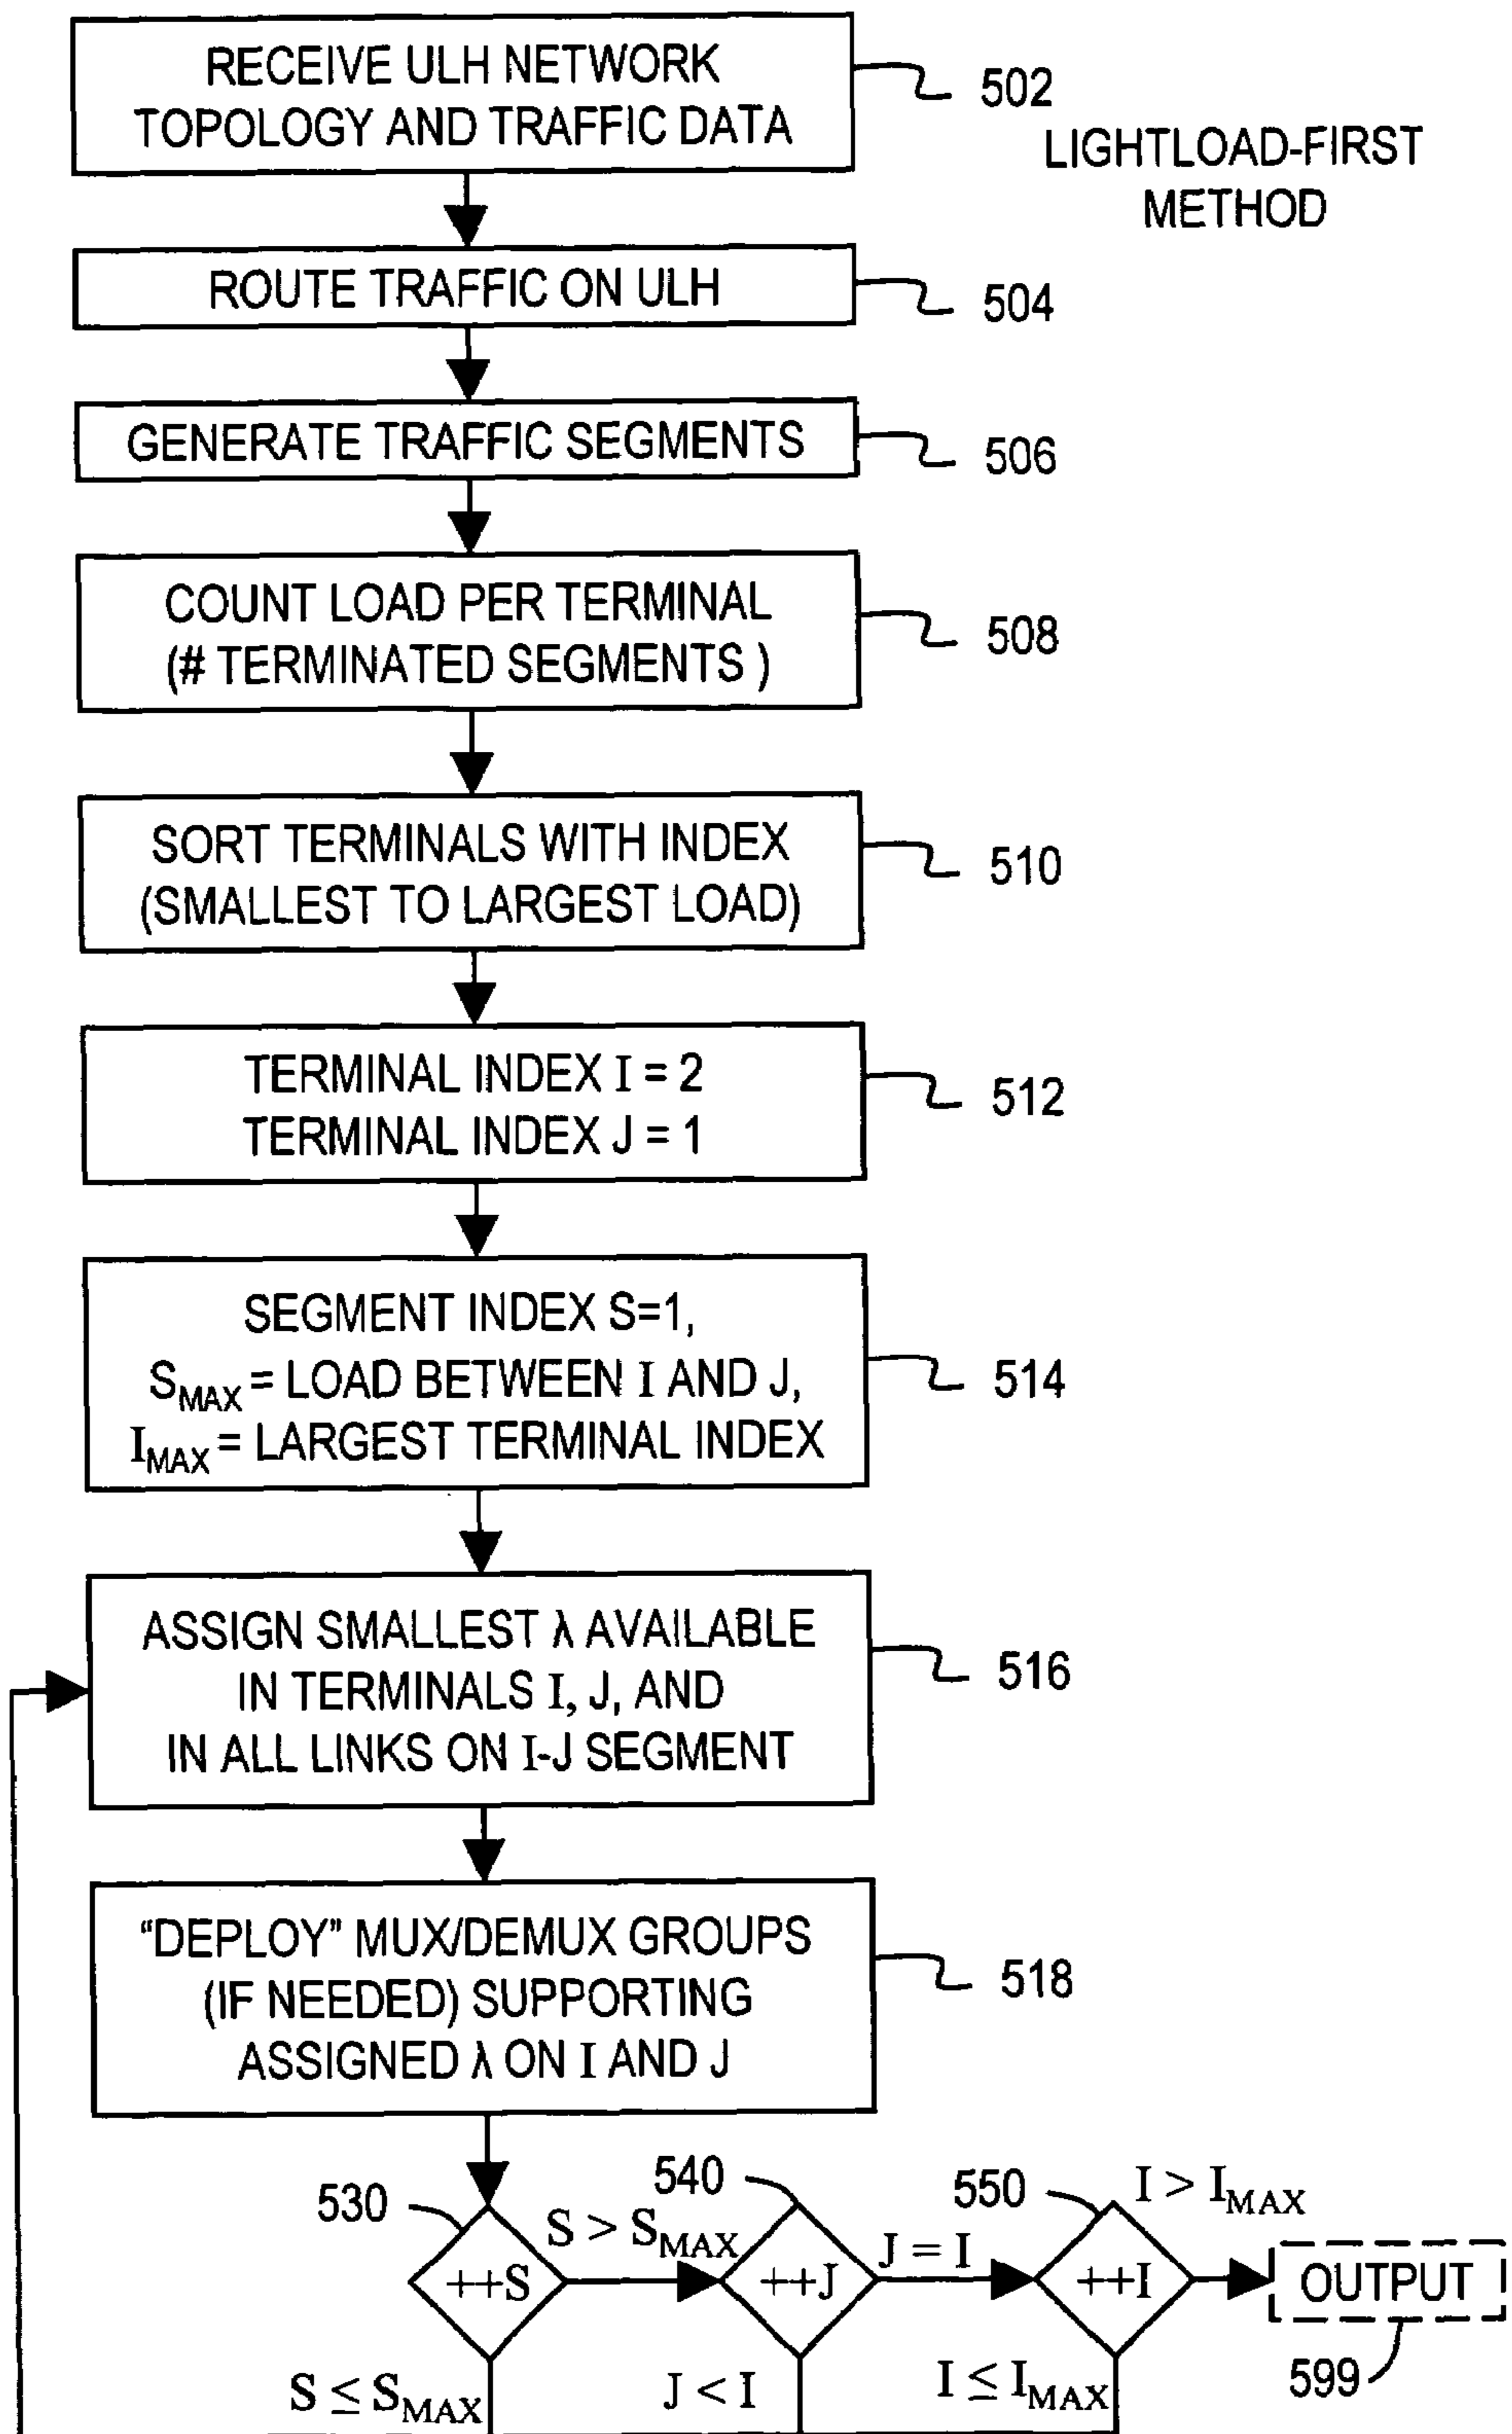 RECEIVE ULH NETWORK
TOPOLOGY AND TRAFFIC DATA
502
LIGHTLOAD-FIRST
METHOD
ROUTE TRAFFIC ON ULH
504
GENERATE TRAFFIC SEGMENTS
506
COUNT LOAD PER TERMINAL
(# TERMINATED SEGMENTS )
508
SORT TERMINALS WITH INDEX
(SMALLEST TO LARGEST LOAD)
510
TERMINAL INDEX I = 2
TERMINAL INDEX J = 1
512
SEGMENT INDEX S=1,
SMAX = LOAD BETWEEN I AND J,
IMAX = LARGEST TERMINAL INDEX
514
ASSIGN SMALLEST λ AVAILABLE
IN TERMINALS I, J, AND
IN ALL LINKS ON I-J SEGMENT
516
"DEPLOY" MUX/DEMUX GROUPS
(IF NEEDED) SUPPORTING
ASSIGNED λ ON I AND J
518
530
++S
S > SMAX
S ≤ SMAX
540
++J
J = I
J < I
550
++I
I > IMAX
I ≤ IMAX
OUTPUT
599